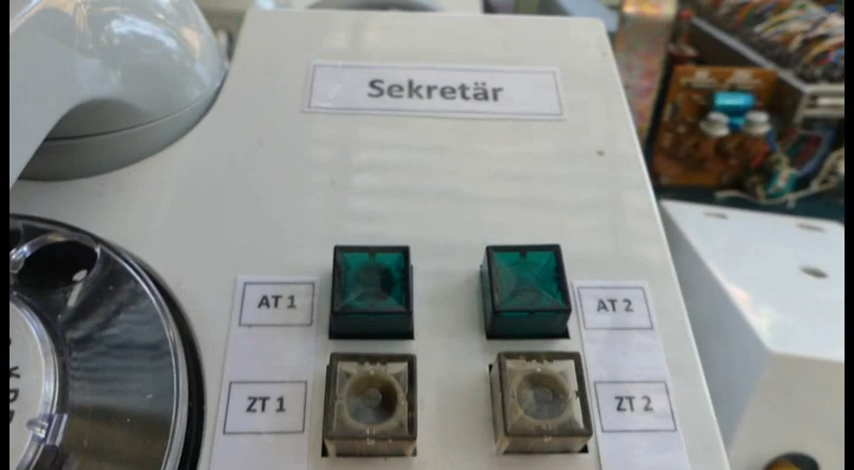 Sekretär
AT 1
AT 2
ZT 1
ZT 2